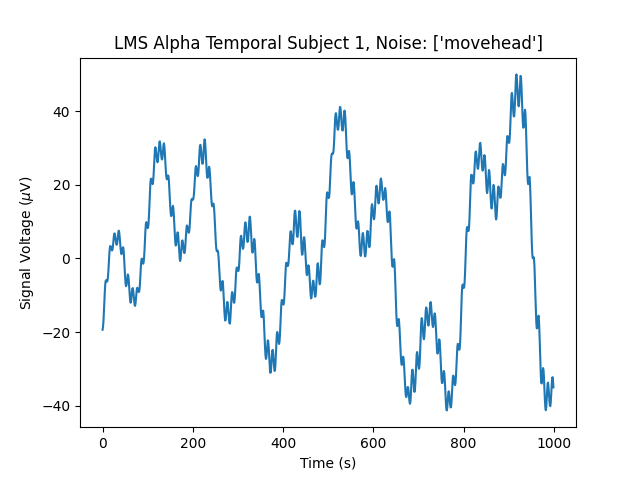 LMS Alpha Temporal Subject 1, Noise: ['movehead']
Signal Voltage (μV)
40
20
0
−20
−40
0 200 400 600 800 1000
Time (s)